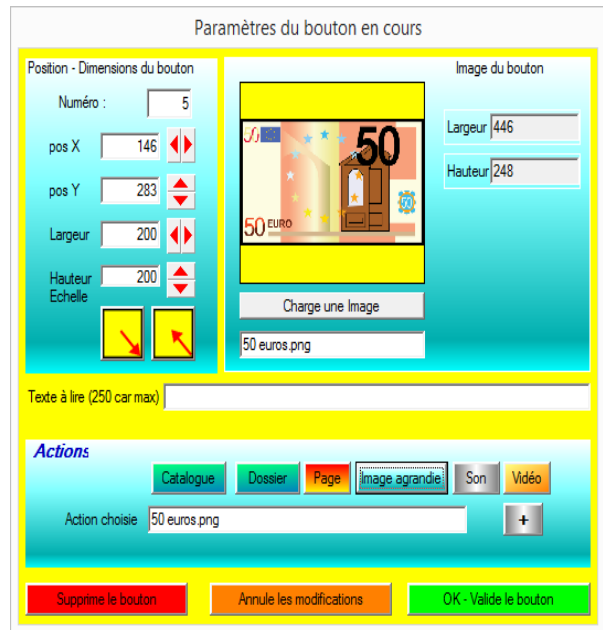 Paramètres du bouton en cours
Position - Dimensions du bouton
Numéro : 5
pos X 146
pos Y 283
Largeur 200
Hauteur 200
Echelle
Image du bouton
Largeur 446
Hauteur 248
50
50
50
50 EURO
Charge une Image
50 euros.png
Texte à lire (250 car max)
Actions
Catalogue Dossier Page Image agrandie Son Vidéo
Action choisie 50 euros.png +
Supprime le bouton Annule les modifications OK - Valide le bouton